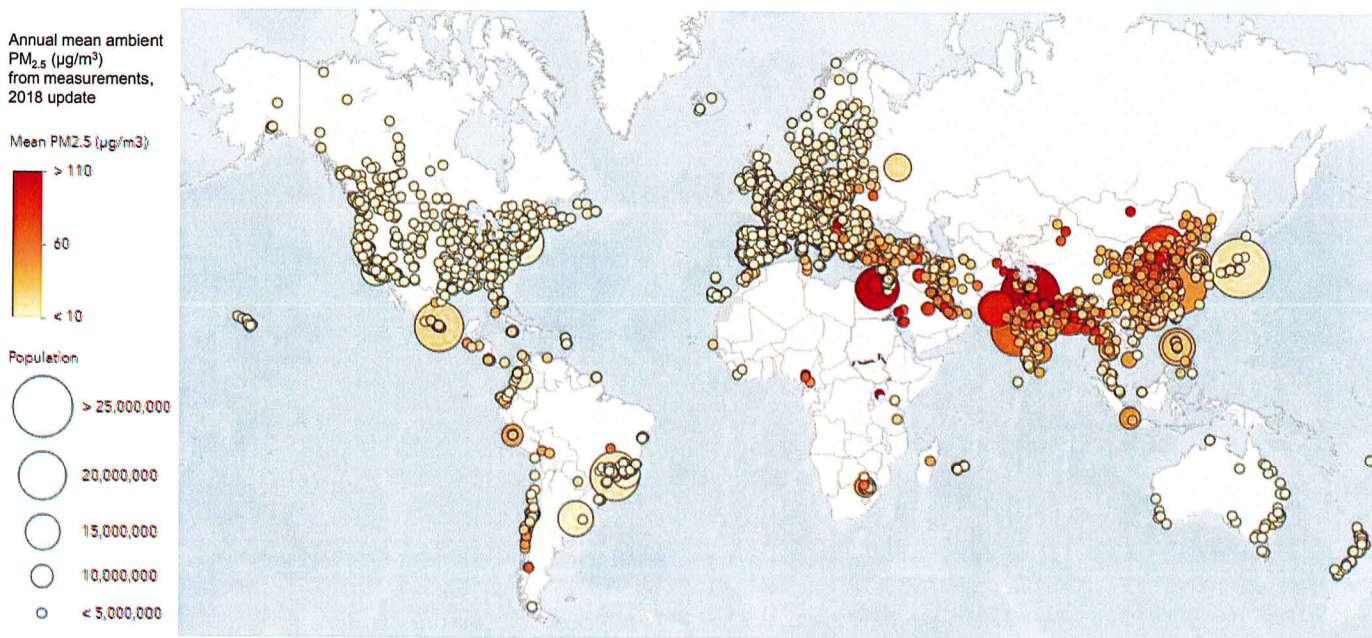 Annual mean ambient
PM2.5 (µg/m³)
from measurements,
2018 update
Mean PM2.5 (µg/m3)
> 110
60
< 10
Population
> 25,000,000
20,000,000
15,000,000
10,000,000
< 5,000,000